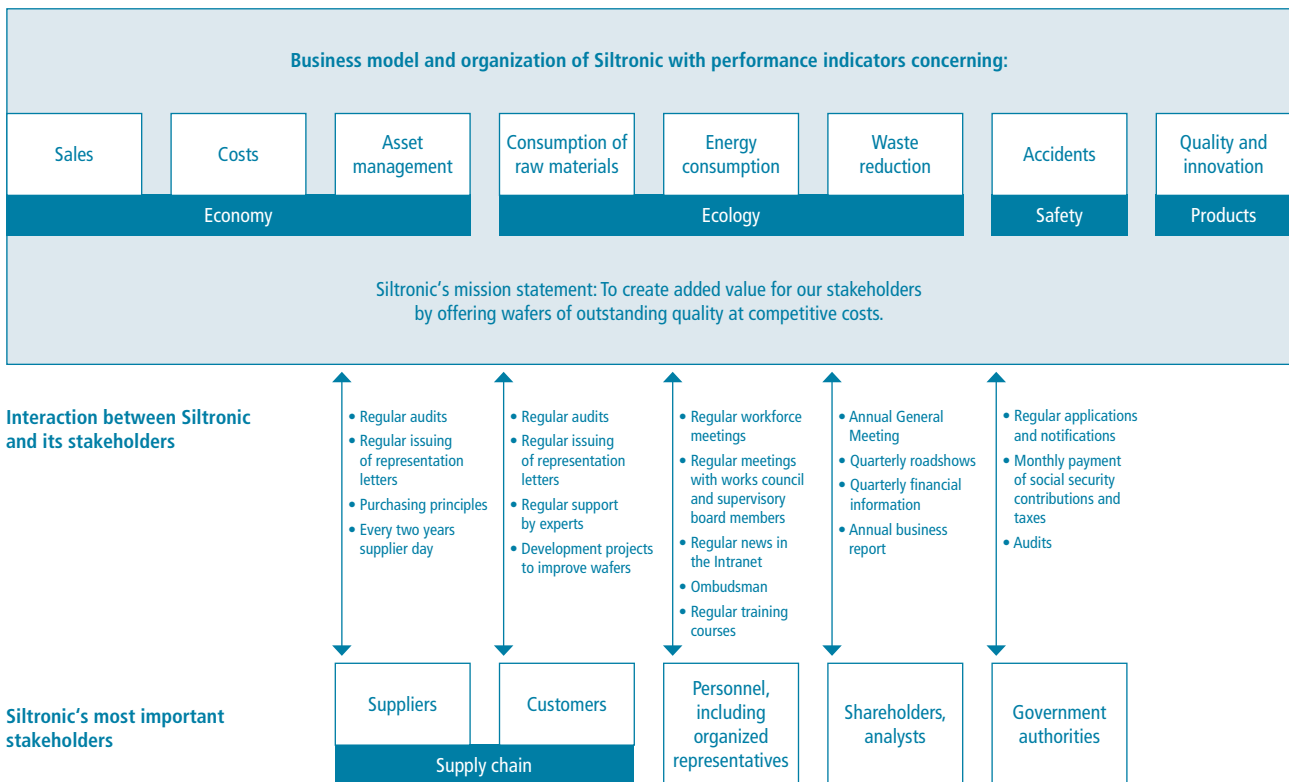 Business model and organization of Siltronic with performance indicators concerning:
Sales
Costs
Asset
management
Consumption of
raw materials
Energy
consumption
Waste
reduction
Accidents
Quality and
innovation
Economy
Ecology
Safety
Products
Siltronic's mission statement: To create added value for our stakeholders
by offering wafers of outstanding quality at competitive costs.
Interaction between Siltronic
and its stakeholders
• Regular audits
• Regular issuing
of representation
letters
• Purchasing principles
• Every two years
supplier day
• Regular audits
• Regular issuing
of representation
letters
• Regular support
by experts
• Development projects
to improve wafers
• Regular workforce
meetings
• Regular meetings
with works council
and supervisory
board members
• Regular news in
the Intranet
• Ombudsman
• Regular training
courses
• Annual General
Meeting
• Quarterly roadshows
• Quarterly financial
information
• Annual business
report
• Regular applications
and notifications
• Monthly payment
of social security
contributions and
taxes
• Audits
Siltronic's most important
stakeholders
Suppliers
Customers
Supply chain
Personnel,
including
organized
representatives
Shareholders,
analysts
Government
authorities